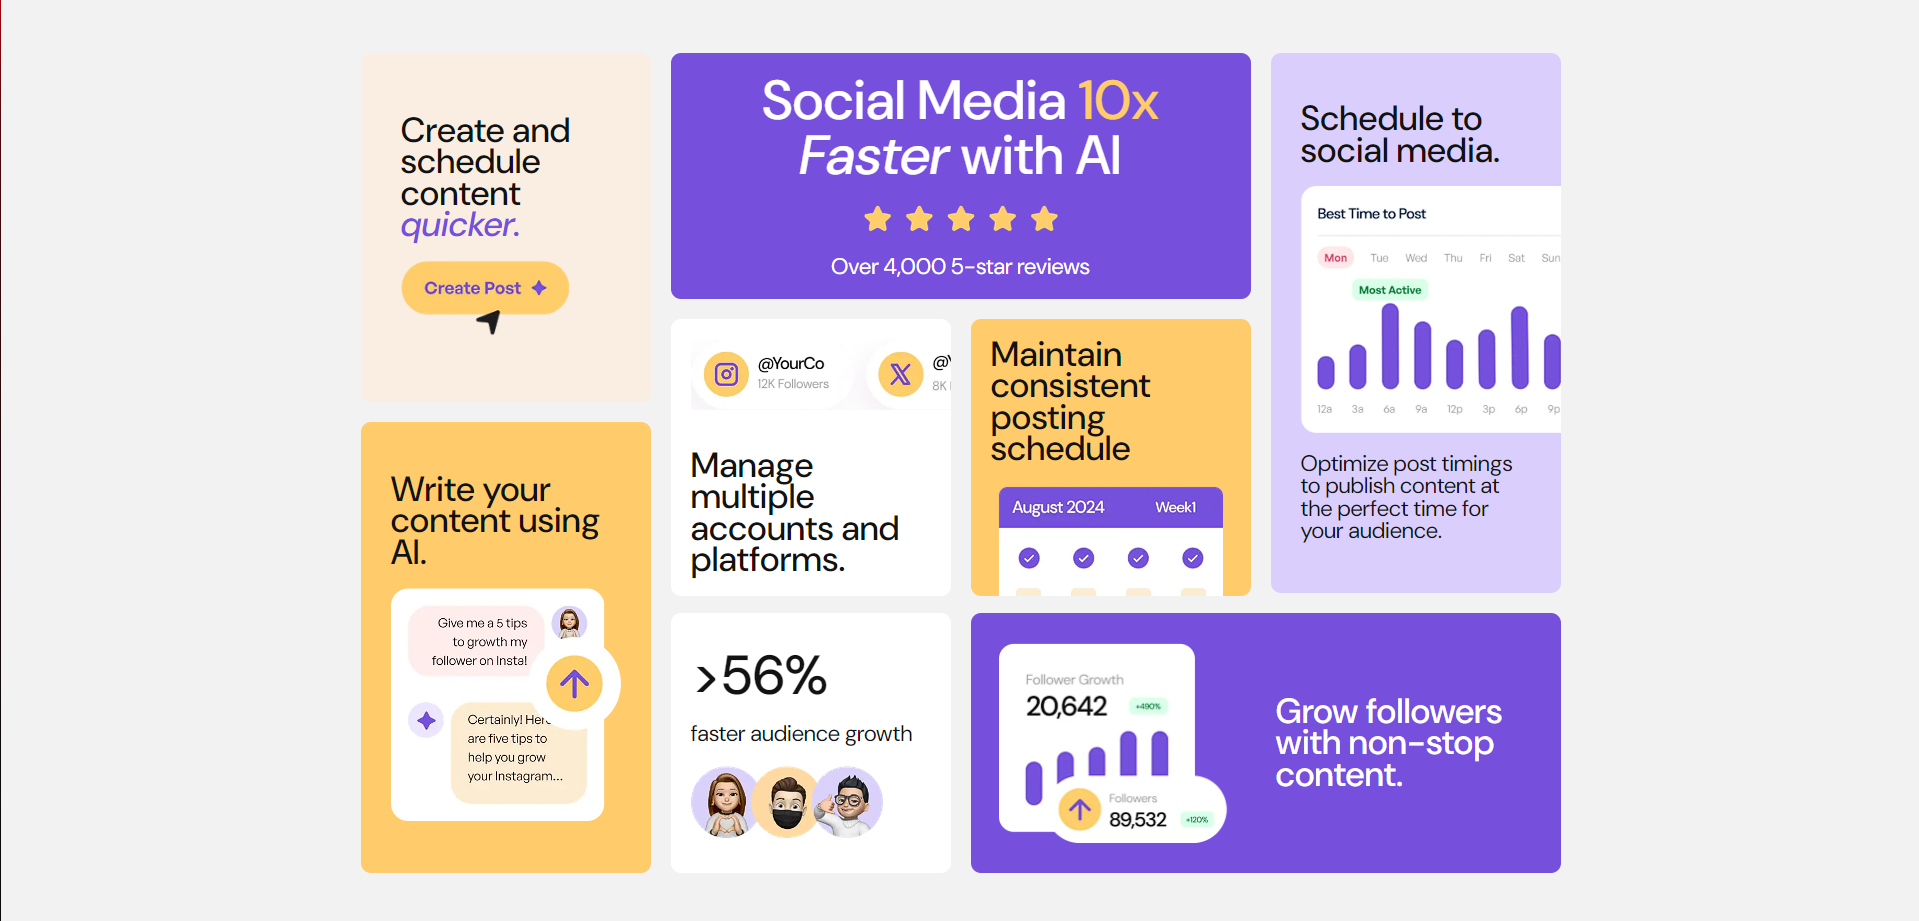 Create and
schedule
content
quicker.
Create Post
Social Media 10x
Faster with AI
Over 4,000 5-star reviews
Schedule to
social media.
Best Time to Post
Mon Tue Wed Thu Fri Sat Sun
Most Active
12a 3a 6a 9a 12p 3p 6p 9p
Optimize post timings
to publish content at
the perfect time for
your audience.
Write your
content using
AI.
Give me a 5 tips
to growth my
follower on Insta!
Certainly!
are five tips to
help you grow
your Instagram...
@YourCo
12K Followers
8K
Manage
multiple
accounts and
platforms.
Maintain
consistent
posting
schedule
August 2024 Week1
>56%
faster audience growth
Follower Growth
20,642 +490%
Followers
89,532 +120%
Grow followers
with non-stop
content.